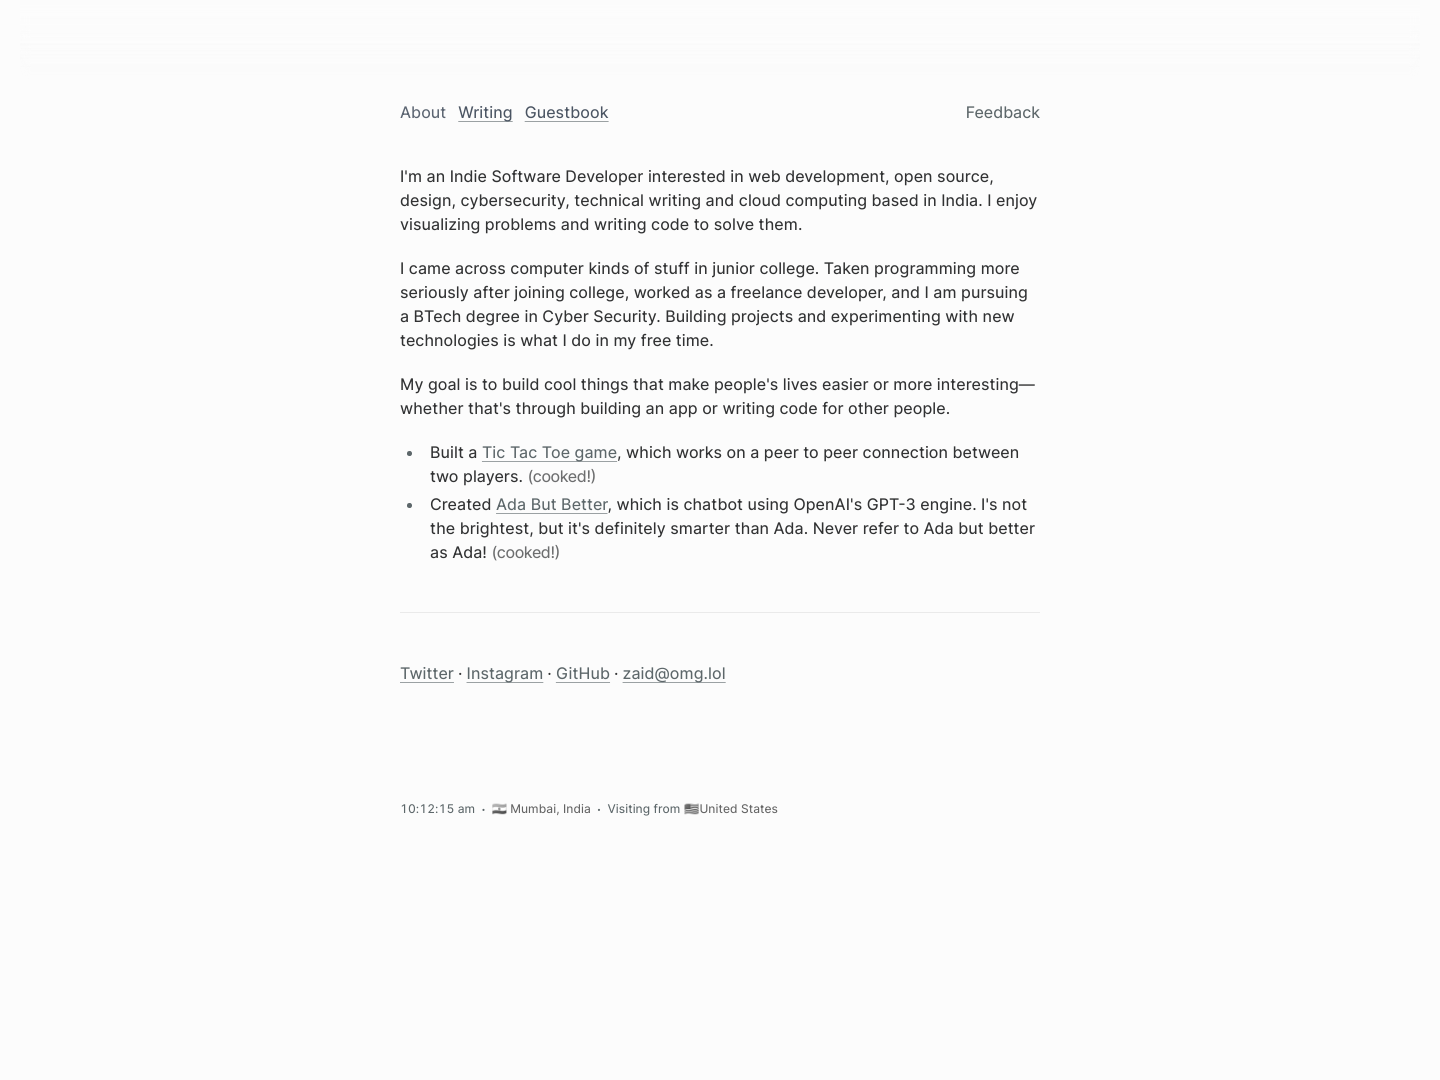 About Writing Guestbook Feedback
I'm an Indie Software Developer interested in web development, open source,
design, cybersecurity, technical writing and cloud computing based in India. I enjoy
visualizing problems and writing code to solve them.
I came across computer kinds of stuff in junior college. Taken programming more
seriously after joining college, worked as a freelance developer, and I am pursuing
a BTech degree in Cyber Security. Building projects and experimenting with new
technologies is what I do in my free time.
My goal is to build cool things that make people's lives easier or more interesting—
whether that's through building an app or writing code for other people.
• Built a Tic Tac Toe game, which works on a peer to peer connection between
two players. (cooked!)
• Created Ada But Better, which is chatbot using OpenAI's GPT-3 engine. I's not
the brightest, but it's definitely smarter than Ada. Never refer to Ada but better
as Ada! (cooked!)
Twitter · Instagram · GitHub · zaid@omg.lol
10:12:15 am · 🇮🇳 Mumbai, India · Visiting from 🇺🇸United States